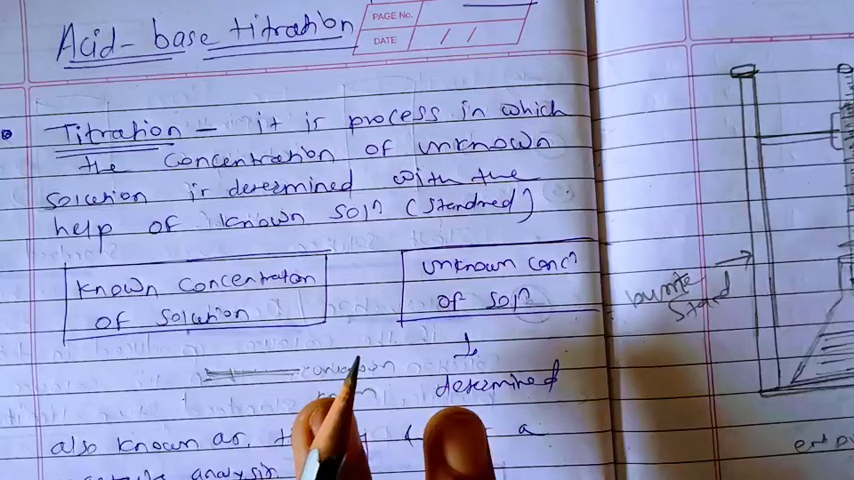 Acid-base titration
PAGE No.
DATE
/ /
Titration - it is process in which
the concentration of unknown
solution is determined with the
help of known solⁿ (standred)
known concentration
of solution
unknown concⁿ
of solⁿ
determined
also known as
a
analysis.
burrete
stand